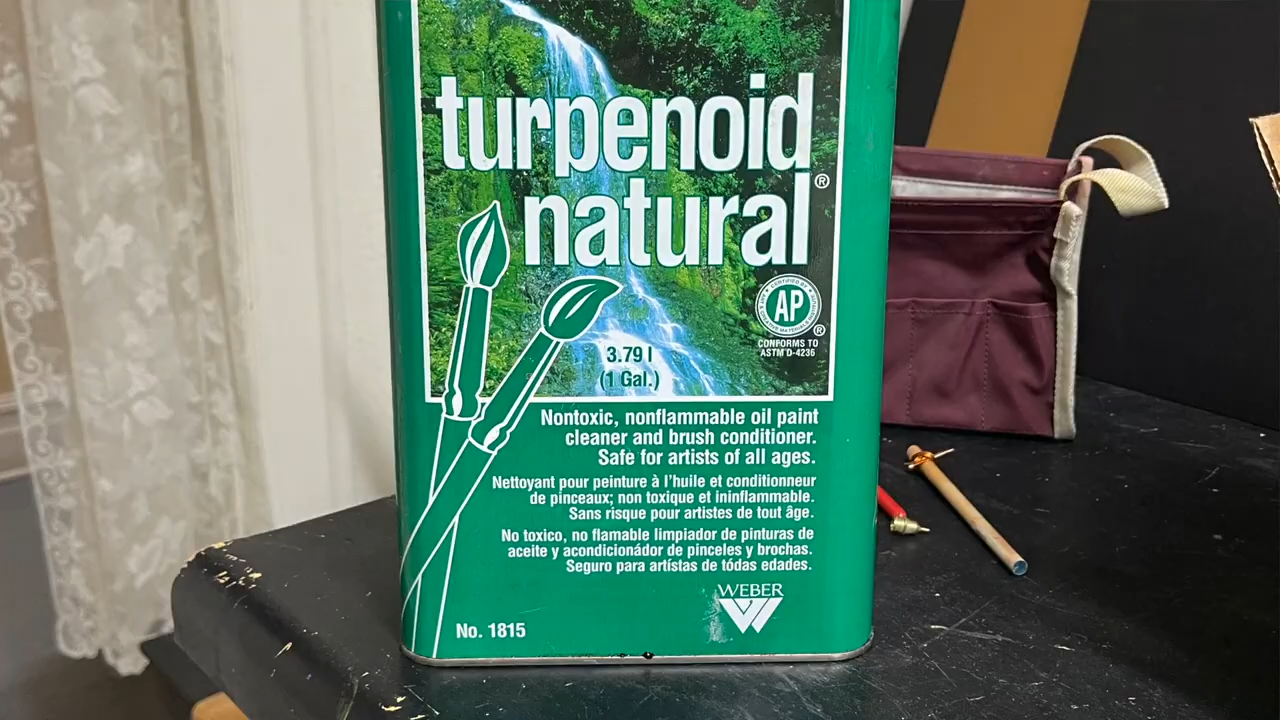 turpenoid
natural®
AP
®
CONFORMS TO
ASTM D-4236
3.79 l
(1 Gal.)
Nontoxic, nonflammable oil paint
cleaner and brush conditioner.
Safe for artists of all ages.
Nettoyant pour peinture à l'huile et conditionneur
de pinceaux; non toxique et ininflammable.
Sans risque pour artistes de tout âge.
No toxico, no flamable limpiador de pinturas de
aceite y acondicionádor de pinceles y brochas.
Seguro para artístas de tódas edades.
WEBER
No. 1815